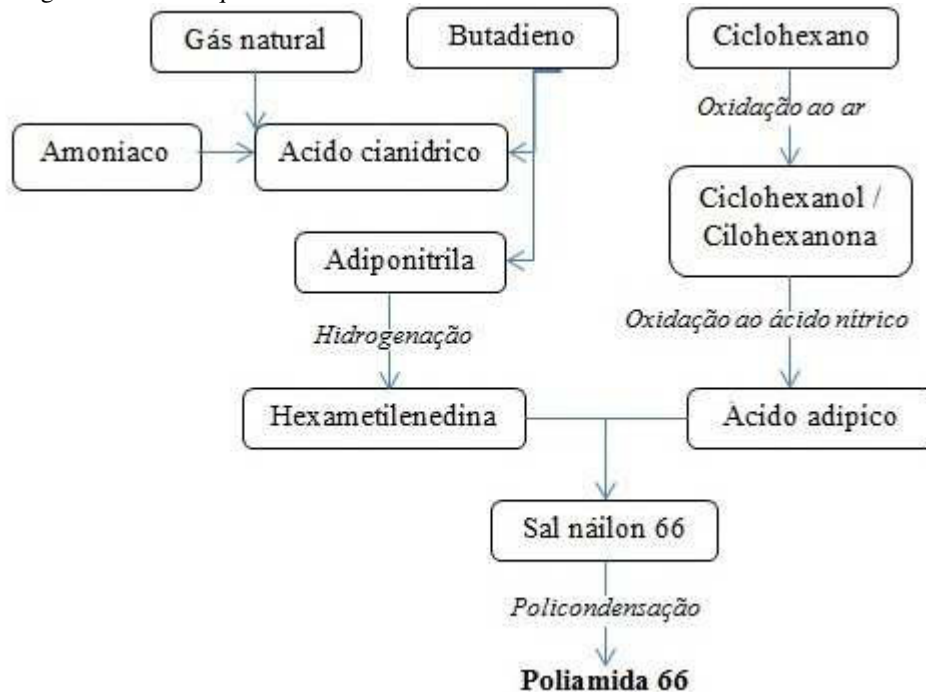 Gás natural
Butadieno
Ciclohexano
Oxidação ao ar
Amoniaco
Acido cianidrico
Ciclohexanol /
Cilohexanona
Adiponitrila
Hidrogenação
Oxidação ao ácido nítrico
Hexametilenedina
Acido adipico
Sal náilon 66
Policondensação
Poliamida 66